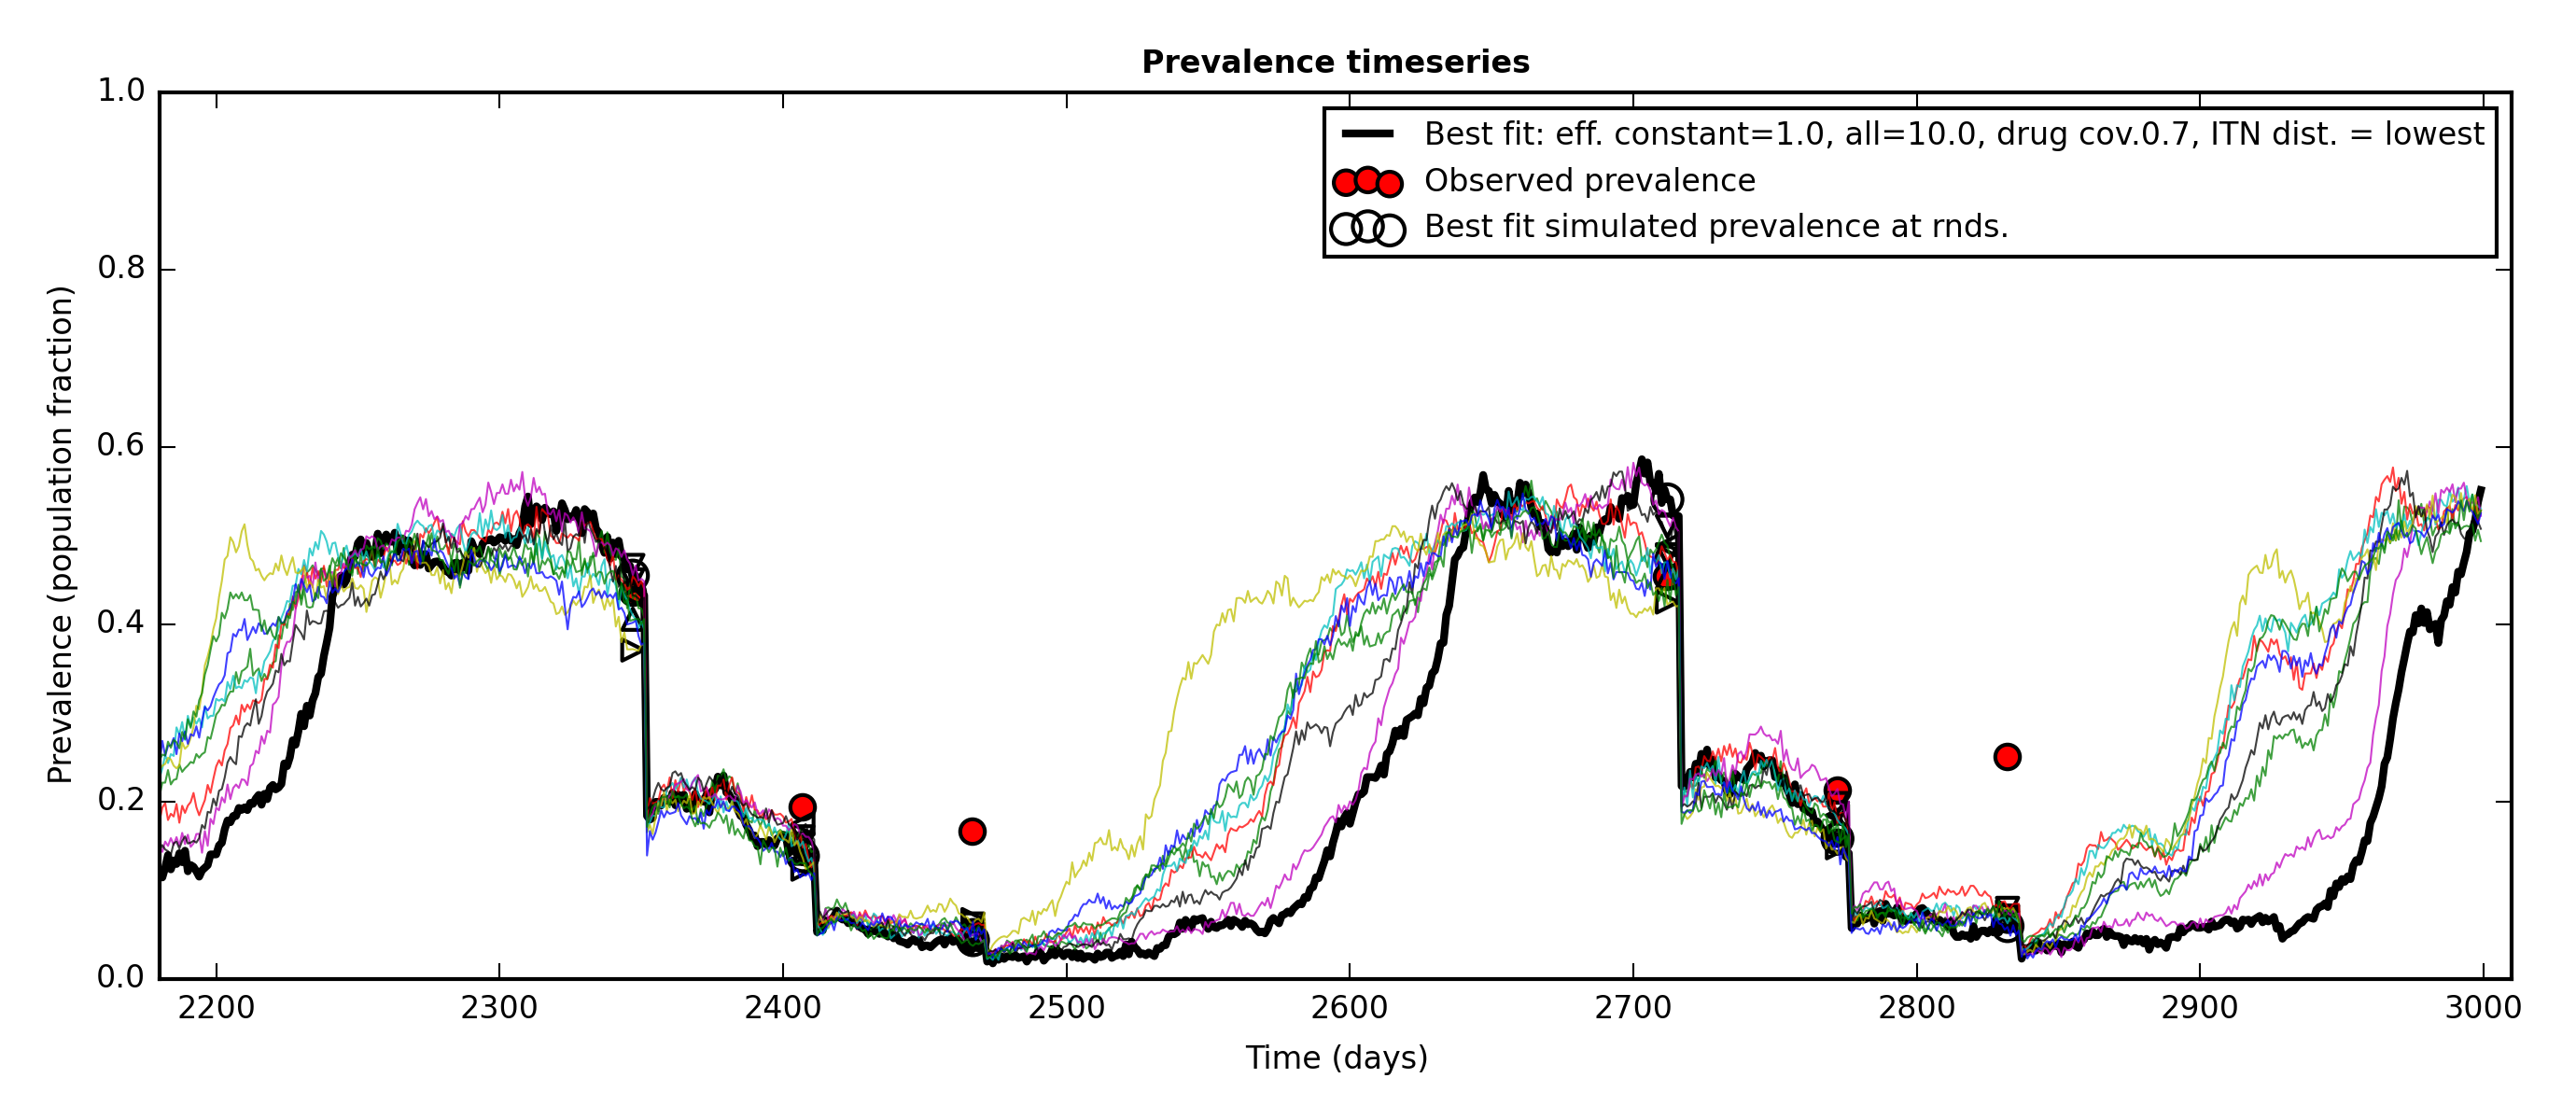 Prevalence timeseries
Best fit: eff. constant=1.0, all=10.0, drug cov.0.7, ITN dist. = lowest
Observed prevalence
Best fit simulated prevalence at rnds.
Prevalence (population fraction)
1.0
0.8
0.6
0.4
0.2
0.0
2200 2300 2400 2500 2600 2700 2800 2900 3000
Time (days)